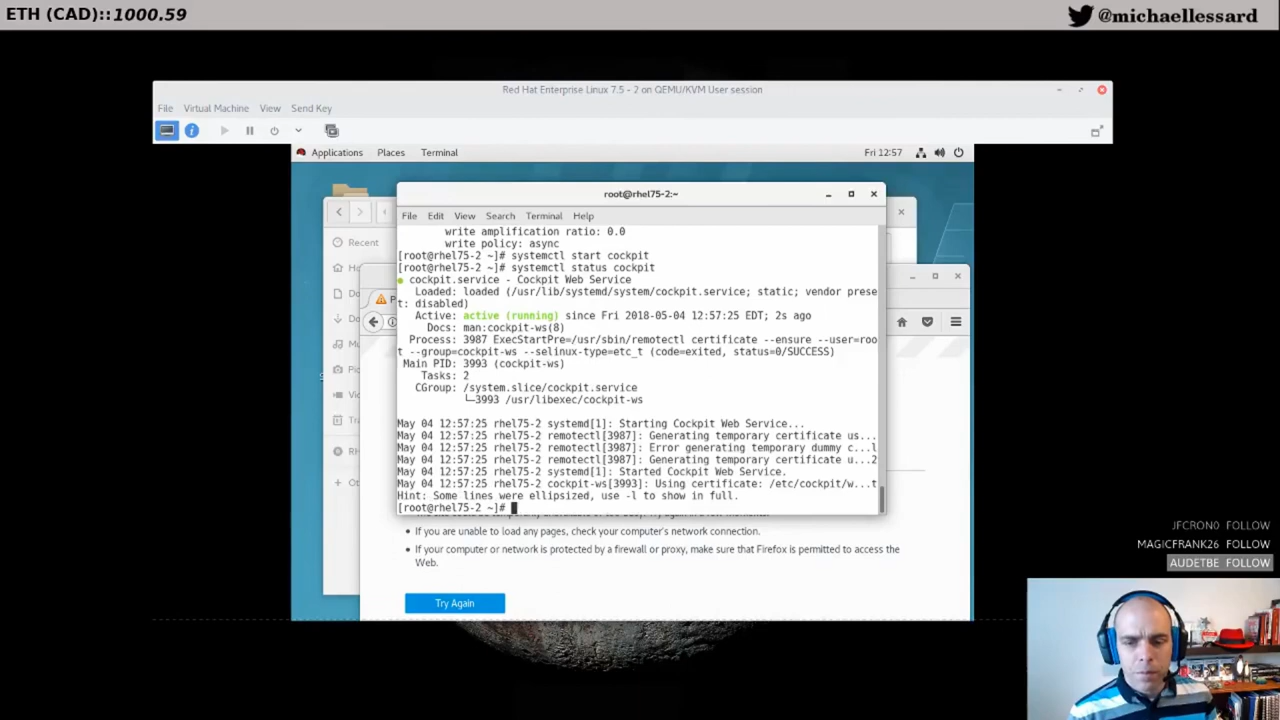 ETH (CAD)::1000.59
@michaellessard
Red Hat Enterprise Linux 7.5 - 2 on QEMU/KVM User session
File Virtual Machine View Send Key
Applications Places Terminal Fri 12:57
root@rhel75-2:~
File Edit View Search Terminal Help
write amplification ratio: 0.0
write policy: async
[root@rhel75-2 ~]# systemctl start cockpit
[root@rhel75-2 ~]# systemctl status cockpit
● cockpit.service - Cockpit Web Service
Loaded: loaded (/usr/lib/systemd/system/cockpit.service; static; vendor prese
t: disabled)
Active: active (running) since Fri 2018-05-04 12:57:25 EDT; 2s ago
Docs: man:cockpit-ws(8)
Process: 3987 ExecStartPre=/usr/sbin/remotectl certificate --ensure --user=roo
t --group=cockpit-ws --selinux-type=etc_t (code=exited, status=0/SUCCESS)
Main PID: 3993 (cockpit-ws)
Tasks: 2
CGroup: /system.slice/cockpit.service
└─3993 /usr/libexec/cockpit-ws
May 04 12:57:25 rhel75-2 systemd[1]: Starting Cockpit Web Service...
May 04 12:57:25 rhel75-2 remotectl[3987]: Generating temporary certificate us...
May 04 12:57:25 rhel75-2 remotectl[3987]: Error generating temporary dummy c...l
May 04 12:57:25 rhel75-2 remotectl[3987]: Generating temporary certificate u...2
May 04 12:57:25 rhel75-2 systemd[1]: Started Cockpit Web Service.
May 04 12:57:25 rhel75-2 cockpit-ws[3993]: Using certificate: /etc/cockpit/w...t
Hint: Some lines were ellipsized, use -l to show in full.
[root@rhel75-2 ~]#
Recent
If you are unable to load any pages, check your computer's network connection.
If your computer or network is protected by a firewall or proxy, make sure that Firefox is permitted to access the
Web.
Try Again
JFCRON0 FOLLOW
MAGICFRANK26 FOLLOW
AUDETBE FOLLOW